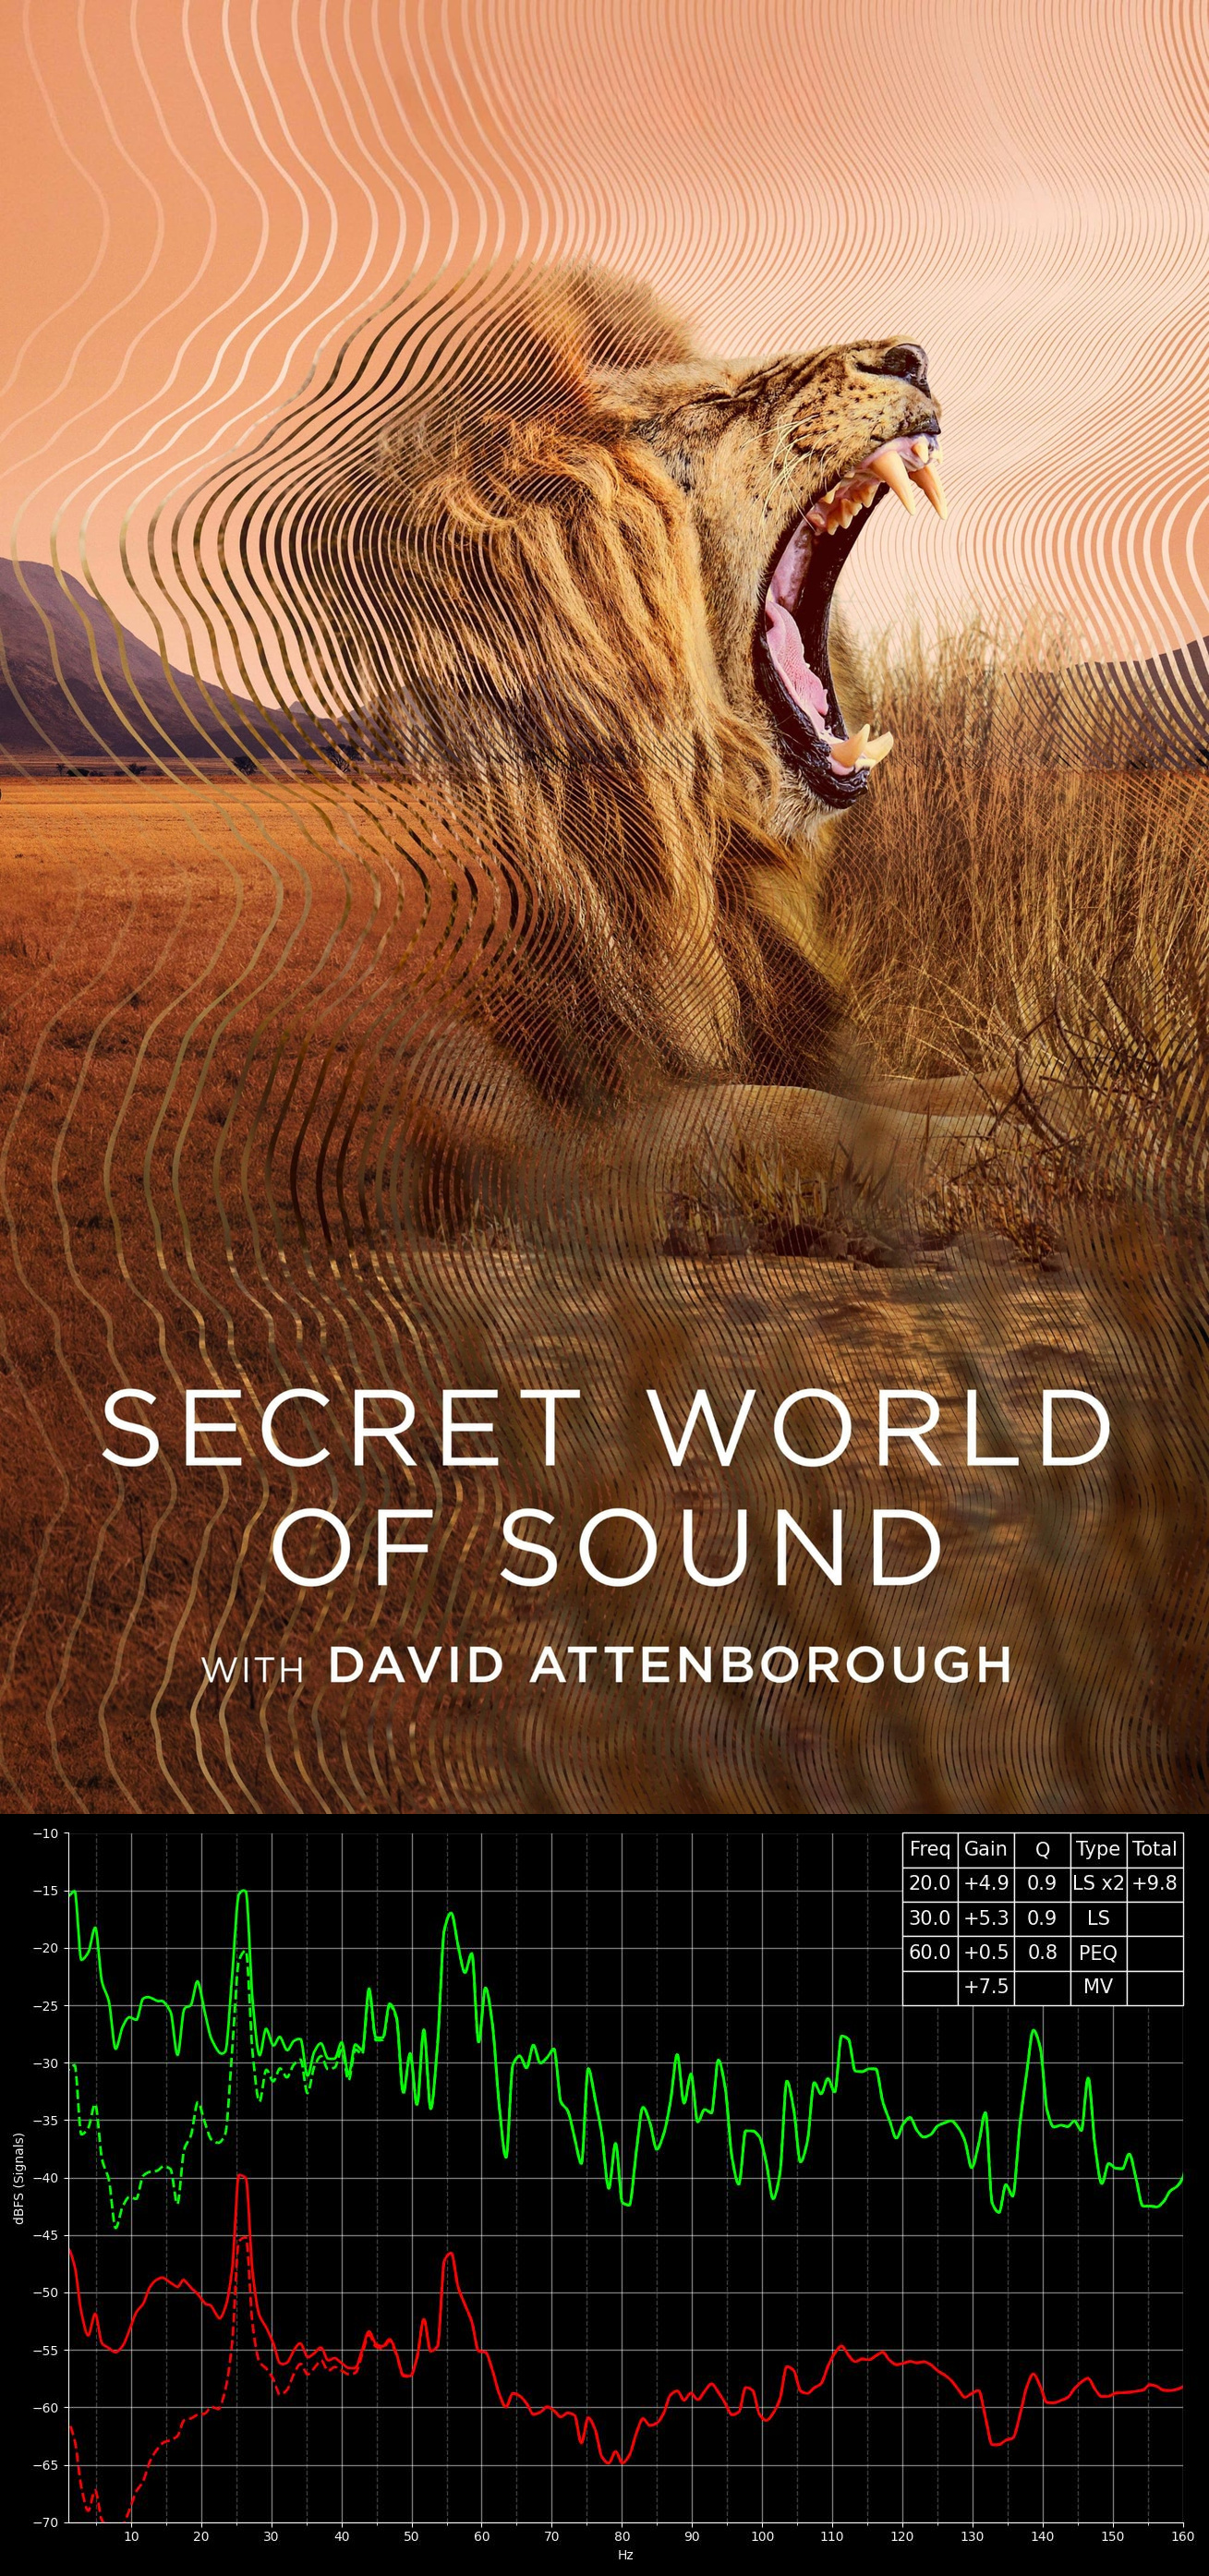 SECRET WORLD
OF SOUND
WITH DAVID ATTENBOROUGH
Freq Gain Q Type Total
20.0 +4.9 0.9 LS x2 +9.8
30.0 +5.3 0.9 LS
60.0 +0.5 0.8 PEQ
+7.5 MV
dBFS (Signals)
−10
−15
−20
−25
−30
−35
−40
−45
−50
−55
−60
−65
−70
10 20 30 40 50 60 70 80 90 100 110 120 130 140 150 160
Hz